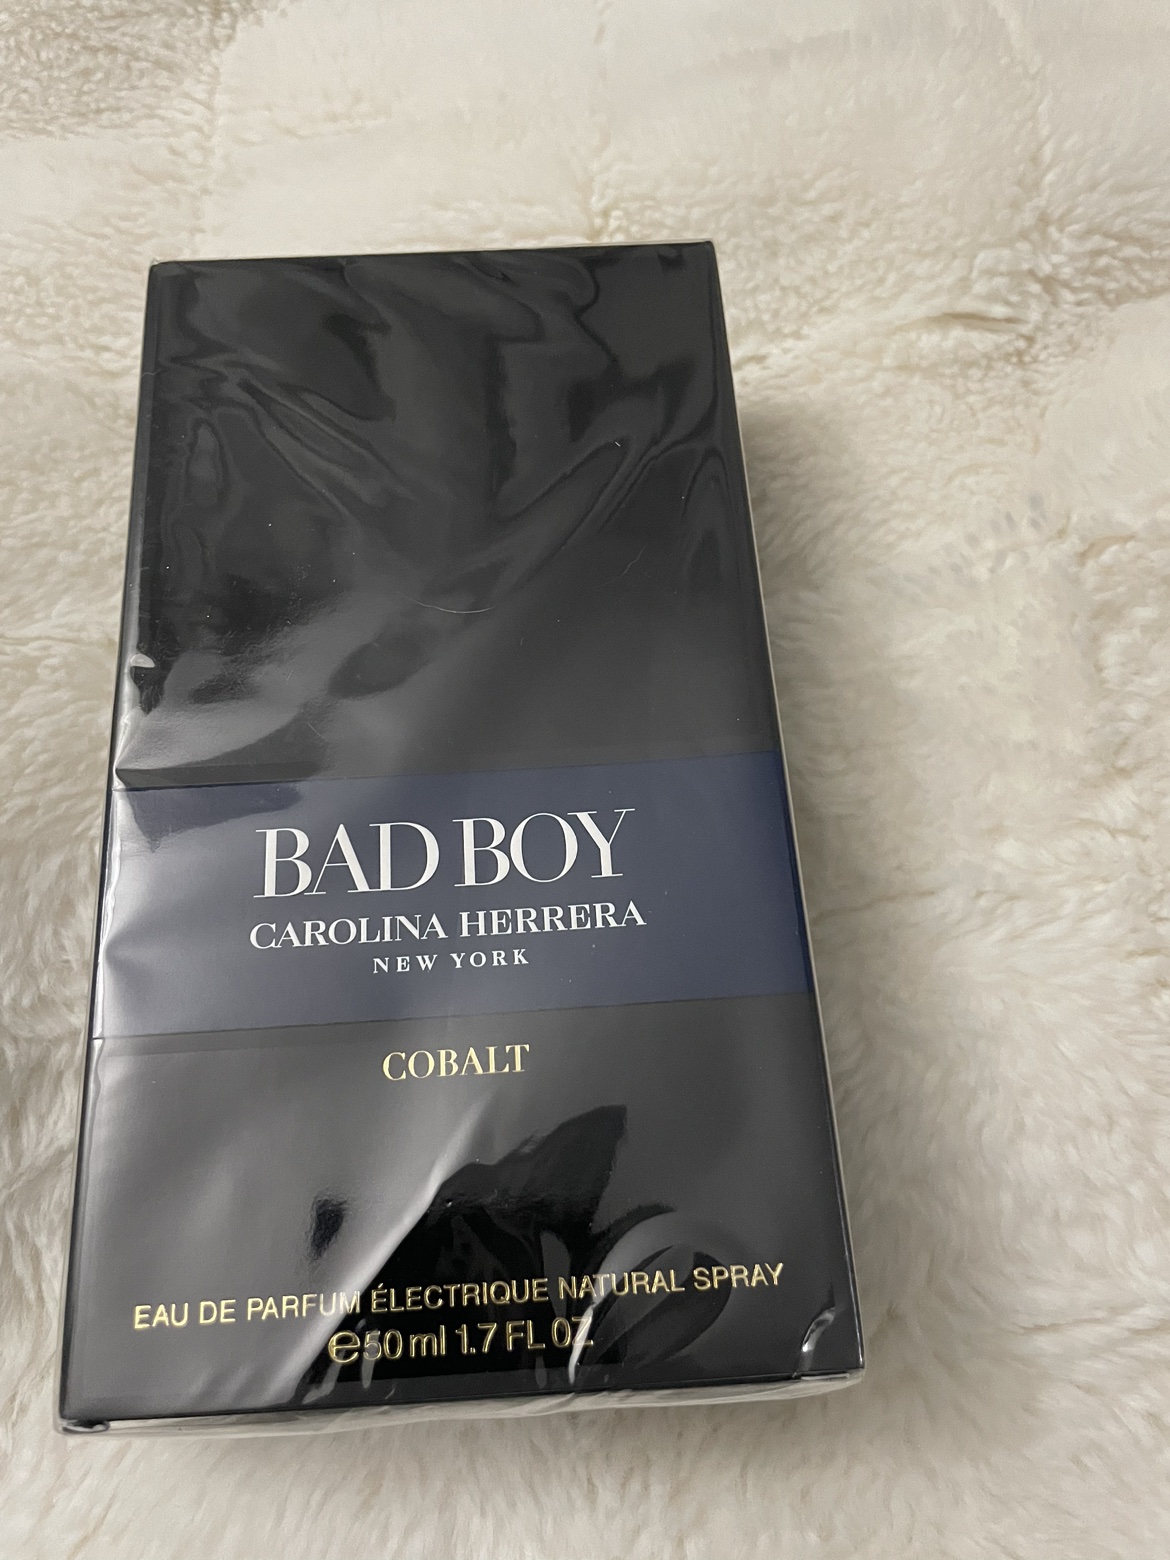 BAD BOY
CAROLINA HERRERA
NEW YORK
COBALT
EAU DE PARFUM ÉLECTRIQUE NATURAL SPRAY
℮50 ml 1.7 FL OZ